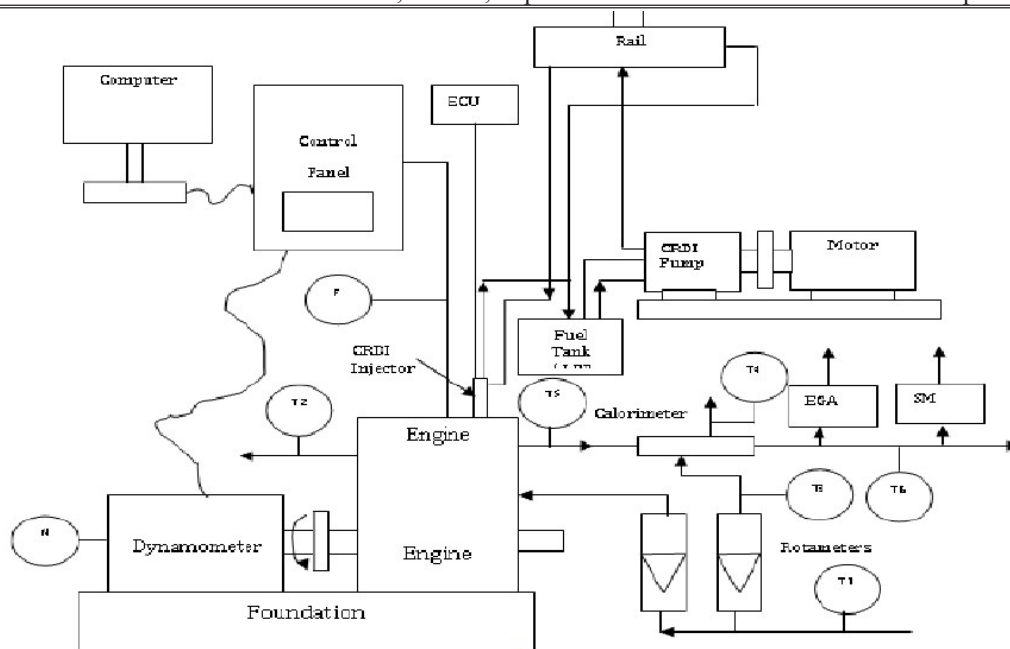 Rail
Computer
ECU
Control
Panel
CRDI
Pump
Motor
F
Fuel
Tank
CRDI
Injector
T2
T5
T4
Calorimeter
EGA
SM
Engine
T3
T6
N
Dynamometer
Engine
Rotameters
T1
Foundation